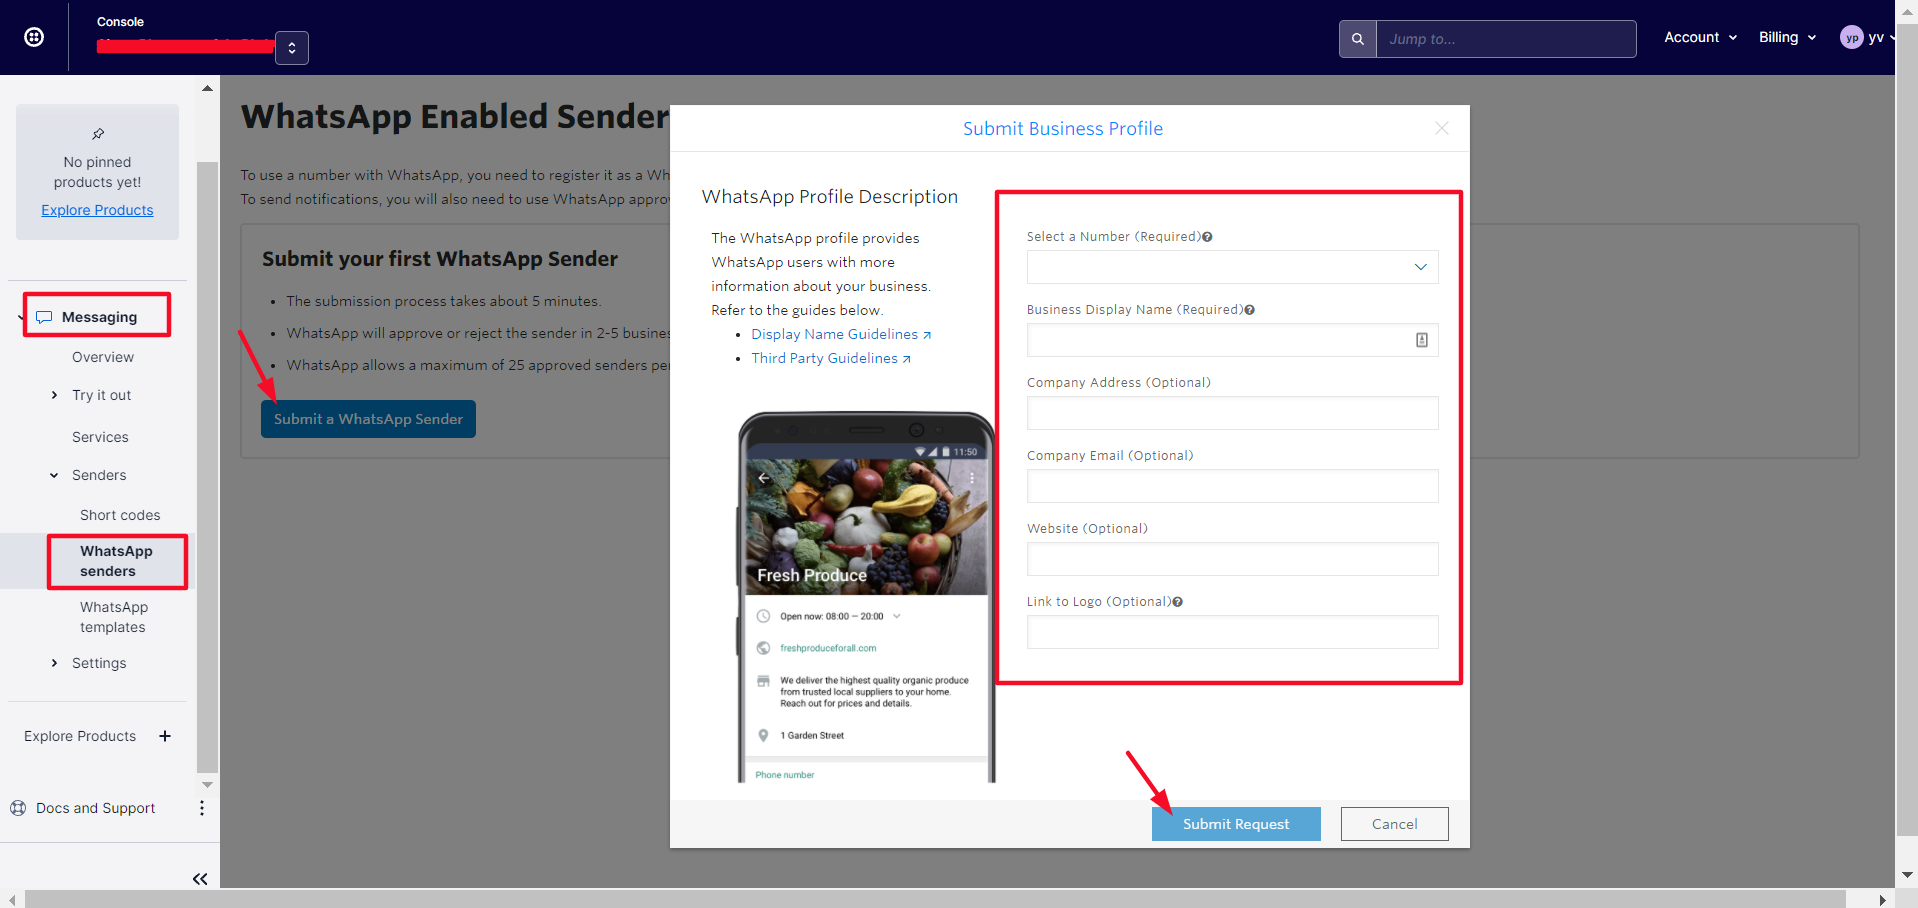 Console
Jump to...
Account
Billing
yp
yv
No pinned
products yet!
Explore Products
Messaging
Overview
Try it out
Services
Senders
Short codes
WhatsApp
senders
WhatsApp
templates
Settings
Explore Products
Docs and Support
WhatsApp Enabled Sender
To use a number with WhatsApp, you need to register it as a Wh
To send notifications, you will also need to use WhatsApp appro
Submit your first WhatsApp Sender
• The submission process takes about 5 minutes.
• WhatsApp will approve or reject the sender in 2-5 busines
• WhatsApp allows a maximum of 25 approved senders per
Submit a WhatsApp Sender
Submit Business Profile
WhatsApp Profile Description
The WhatsApp profile provides
WhatsApp users with more
information about your business.
Refer to the guides below.
• Display Name Guidelines
• Third Party Guidelines
11:50
Fresh Produce
Open now: 08:00 – 20:00
freshproduceforall.com
We deliver the highest quality organic produce
from trusted local suppliers to your home.
Reach out for prices and details.
1 Garden Street
Phone number
Select a Number (Required)
Business Display Name (Required)
Company Address (Optional)
Company Email (Optional)
Website (Optional)
Link to Logo (Optional)
Submit Request
Cancel